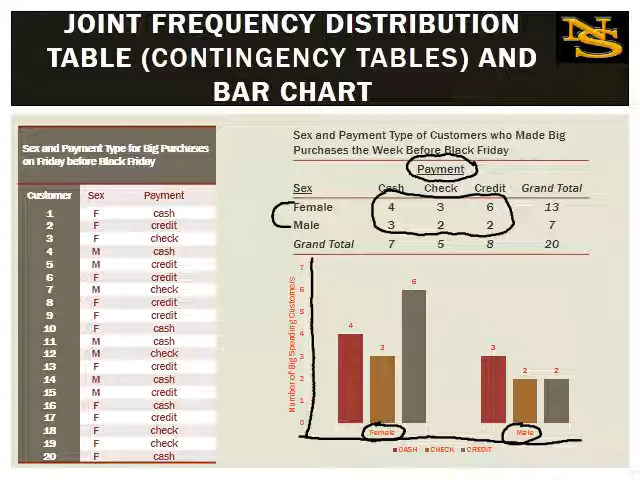 JOINT FREQUENCY DISTRIBUTION
TABLE (CONTINGENCY TABLES) AND
BAR CHART
NS
Sex and Payment Type for Big Purchases
on Friday before Black Friday
Customer Sex Payment
1 F cash
2 F credit
3 F check
4 M cash
5 M credit
6 F credit
7 M check
8 F credit
9 F credit
10 F cash
11 M cash
12 M check
13 F credit
14 M cash
15 M credit
16 F cash
17 F credit
18 F check
19 F check
20 F cash
Sex and Payment Type of Customers who Made Big
Purchases the Week Before Black Friday
Payment
Sex Cash Check Credit Grand Total
Female 4 3 6 13
Male 3 2 2 7
Grand Total 7 5 8 20
Number of Big Spending Customers
7
6
5
4
3
2
1
0
4 3 6 3 2 2
Female Male
CASH CHECK CREDIT